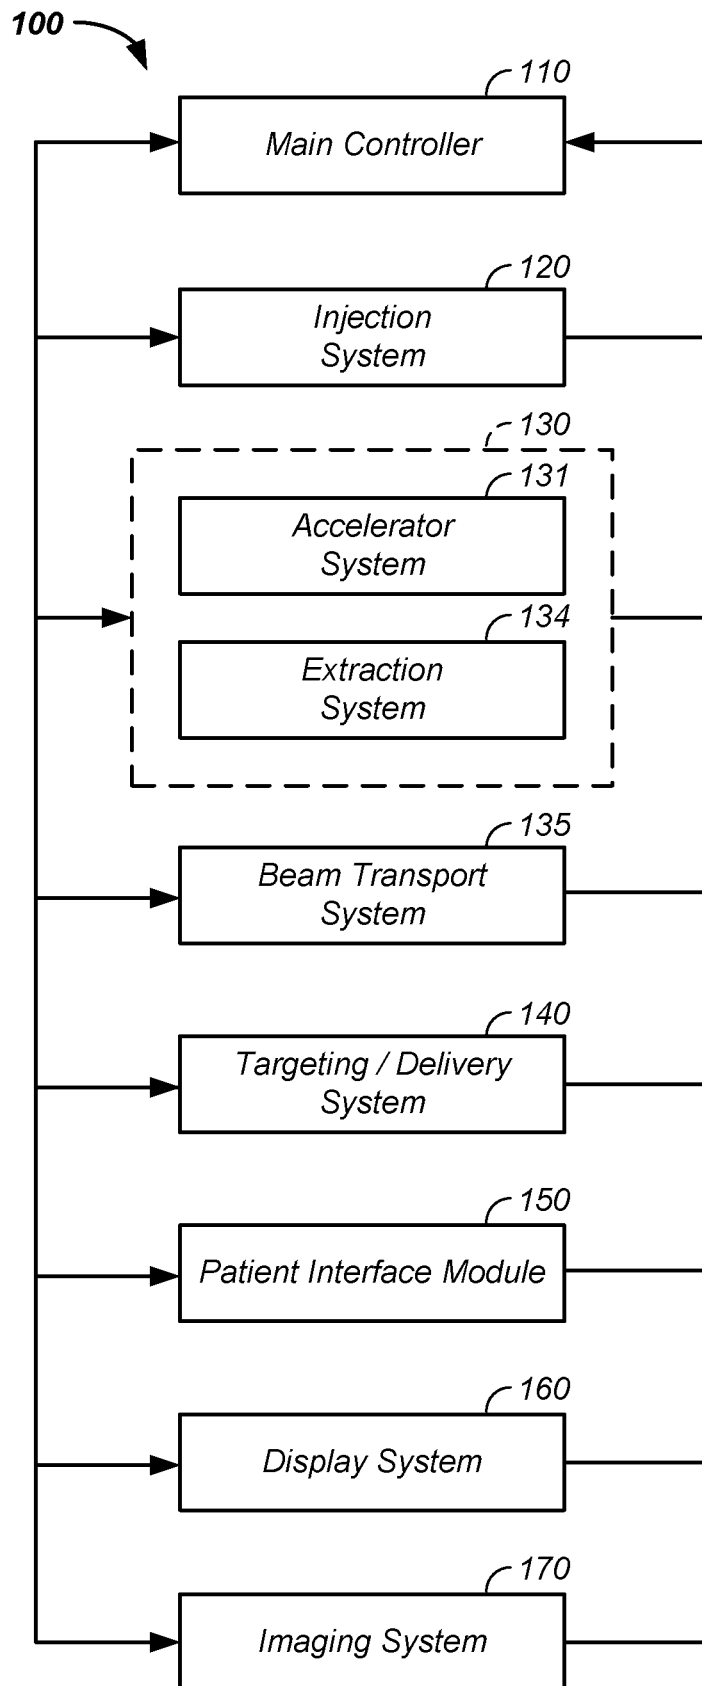 100
110
Main Controller
120
Injection
System
130
131
Accelerator
System
134
Extraction
System
135
Beam Transport
System
140
Targeting / Delivery
System
150
Patient Interface Module
160
Display System
170
Imaging System